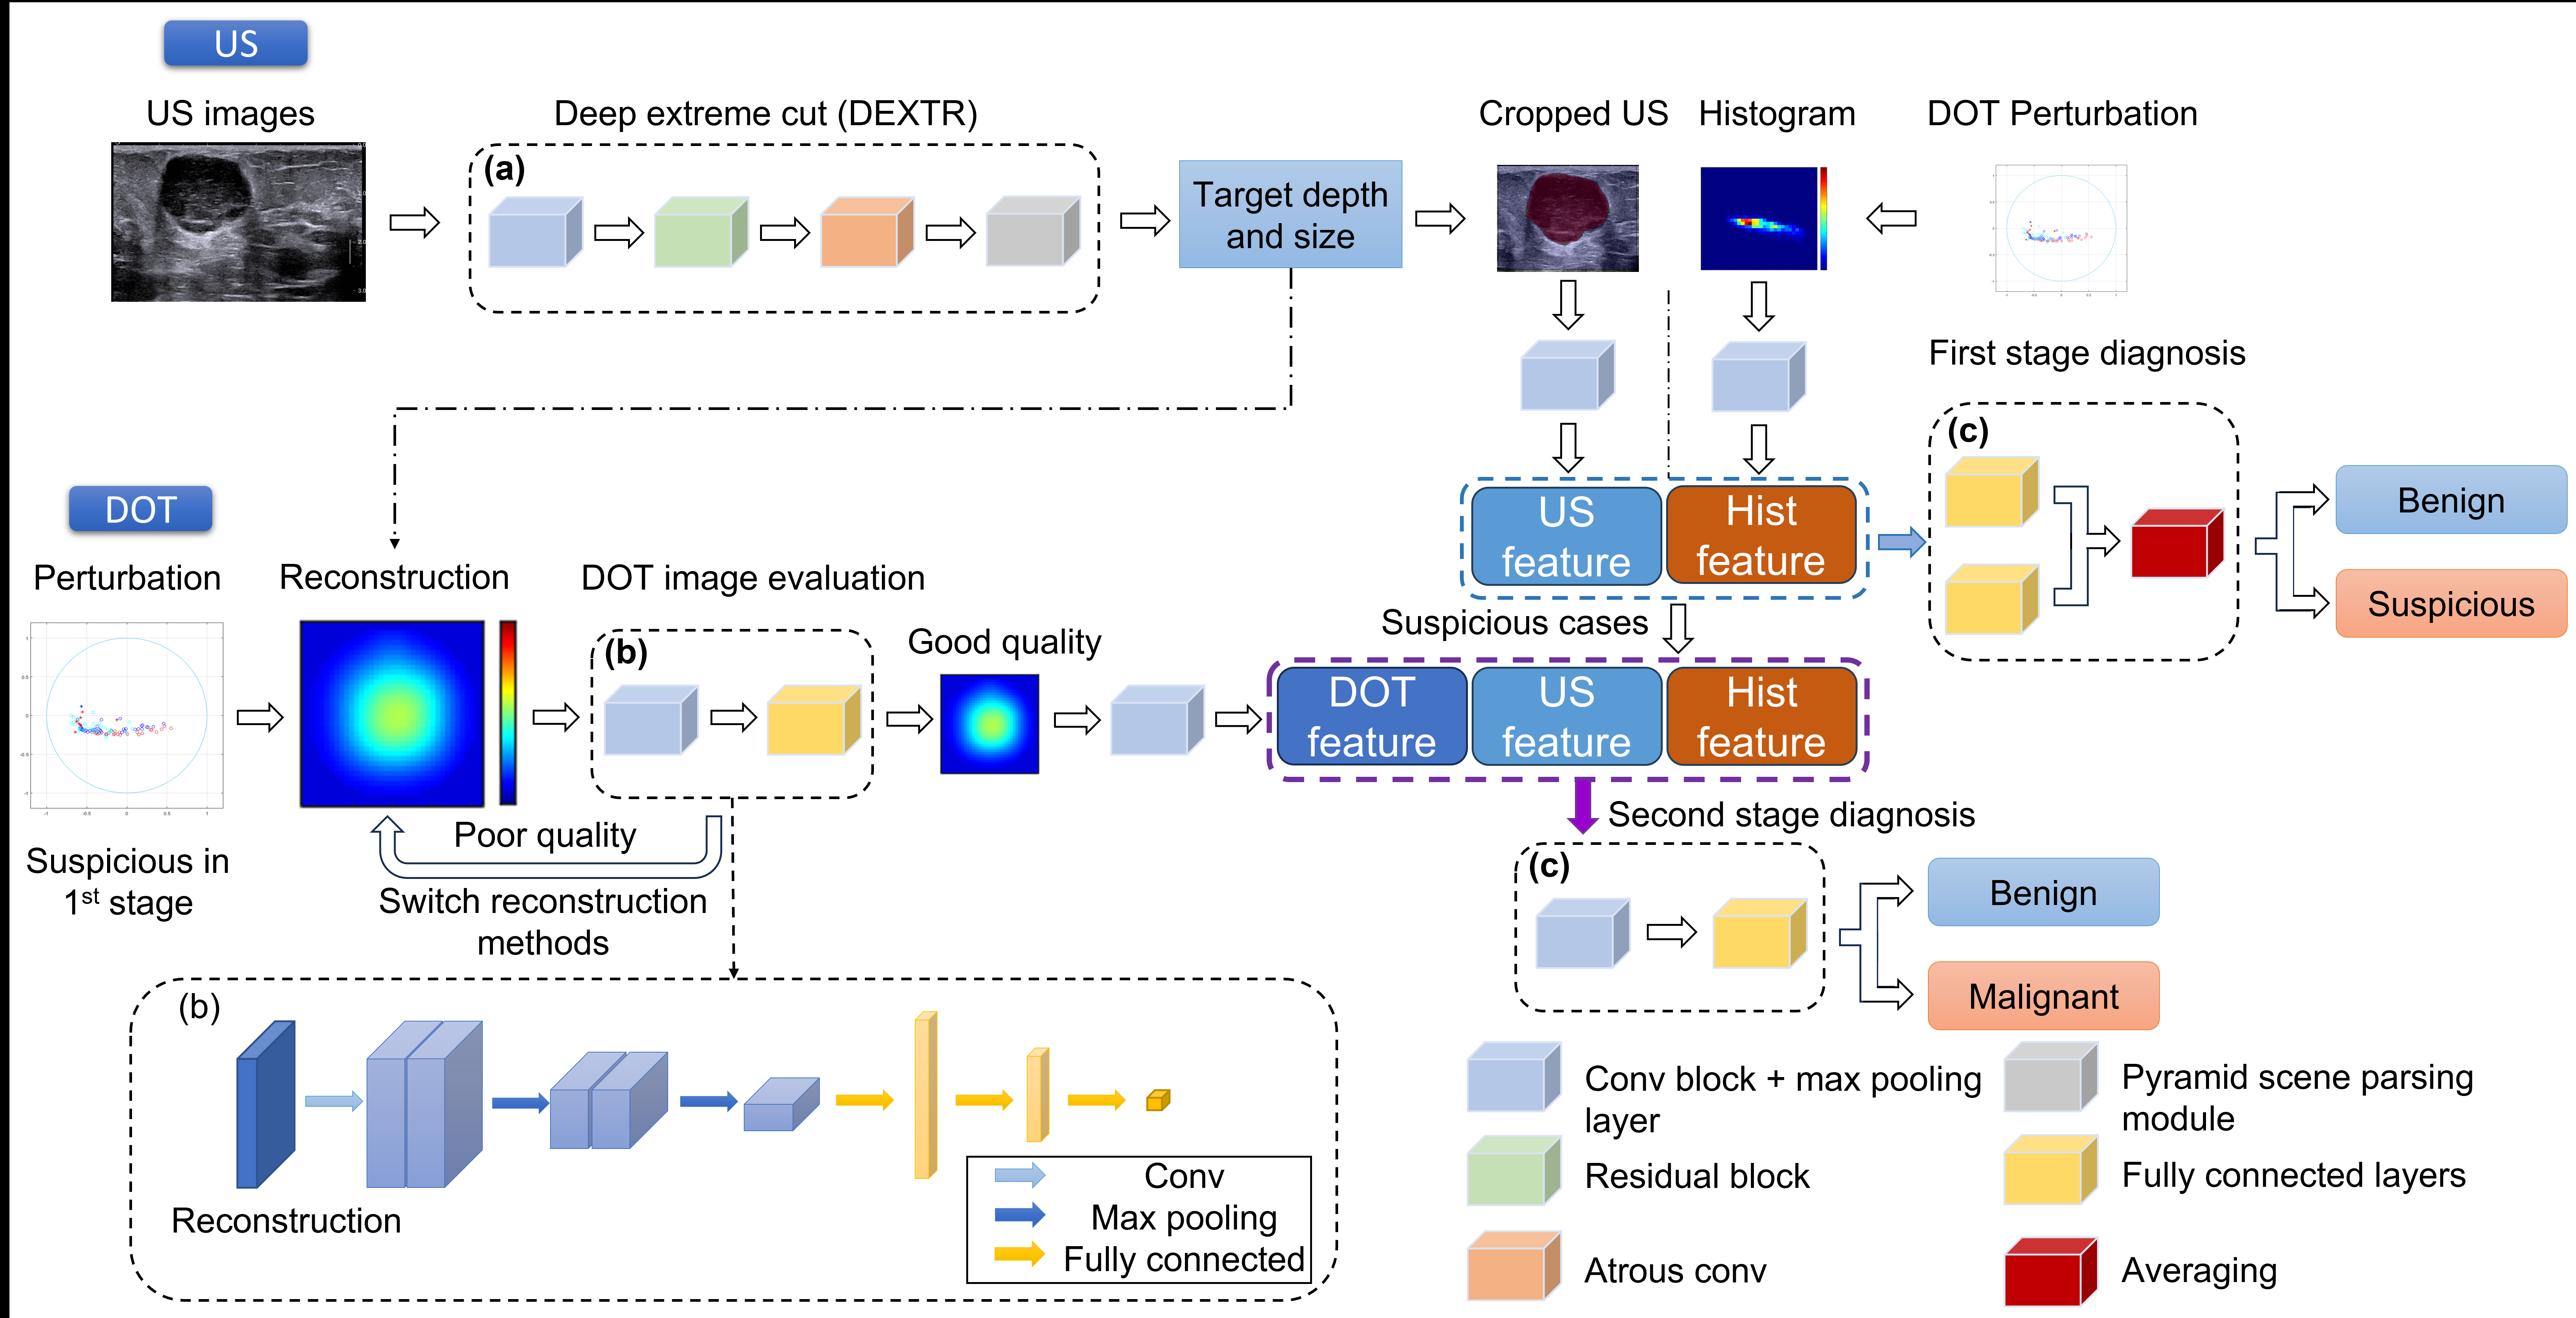 US
US images
Deep extreme cut (DEXTR)
(a)
Target depth
and size
Cropped US
Histogram
DOT Perturbation
First stage diagnosis
(c)
US
feature
Hist
feature
Benign
Suspicious
DOT
Perturbation
Reconstruction
DOT image evaluation
(b)
Good quality
Suspicious cases
DOT
feature
US
feature
Hist
feature
Poor quality
Switch reconstruction
methods
Suspicious in
1st stage
Second stage diagnosis
(c)
Benign
Malignant
(b)
Reconstruction
Conv
Max pooling
Fully connected
Conv block + max pooling
layer
Residual block
Atrous conv
Pyramid scene parsing
module
Fully connected layers
Averaging